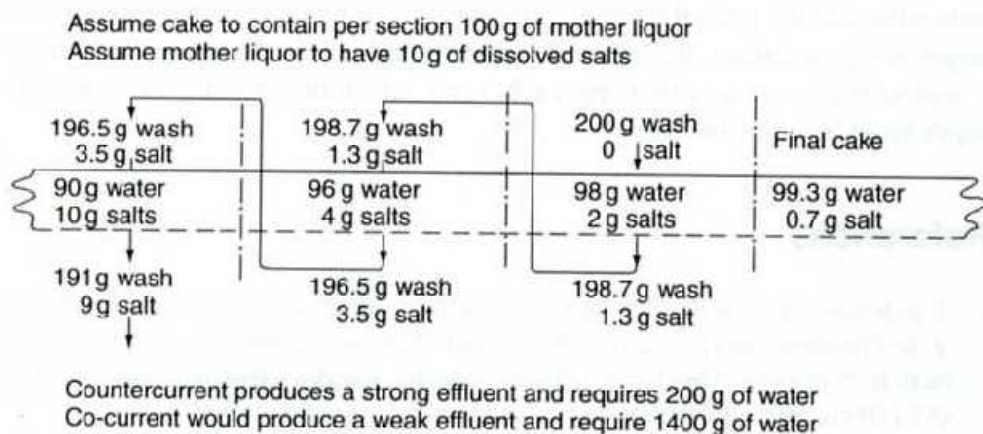 Assume cake to contain per section 100 g of mother liquor
Assume mother liquor to have 10 g of dissolved salts
196.5 g wash
3.5 g salt
198.7 g wash
1.3 g salt
200 g wash
0 salt
Final cake
90 g water
10 g salts
96 g water
4 g salts
98 g water
2 g salts
99.3 g water
0.7 g salt
191 g wash
9 g salt
196.5 g wash
3.5 g salt
198.7 g wash
1.3 g salt
Countercurrent produces a strong effluent and requires 200 g of water
Co-current would produce a weak effluent and require 1400 g of water